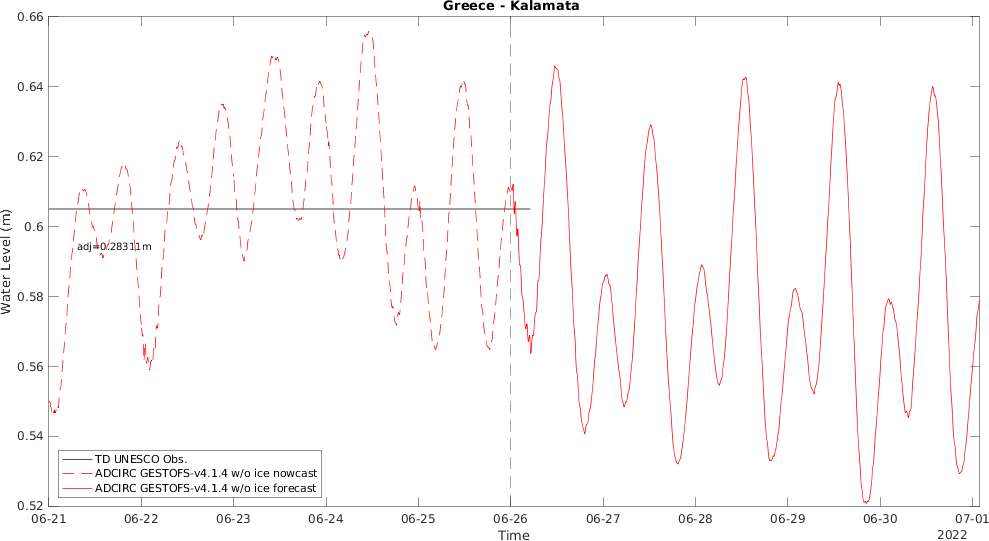 Greece - Kalamata
0.66
0.64
0.62
0.6
0.58
0.56
0.54
0.52
Water Level (m)
adj=0.28311m
TD UNESCO Obs.
ADCIRC GESTOFS-v4.1.4 w/o ice nowcast
ADCIRC GESTOFS-v4.1.4 w/o ice forecast
06-21 06-22 06-23 06-24 06-25 06-26 06-27 06-28 06-29 06-30 07-01
Time
2022